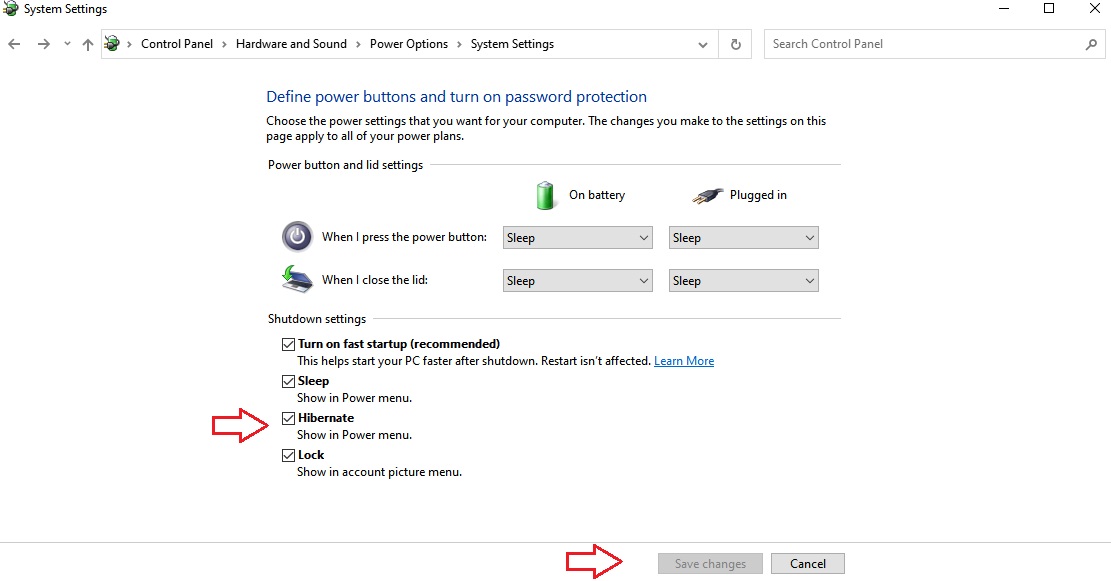 System Settings
Control Panel > Hardware and Sound > Power Options > System Settings
Search Control Panel
Define power buttons and turn on password protection
Choose the power settings that you want for your computer. The changes you make to the settings on this
page apply to all of your power plans.
Power button and lid settings
On battery Plugged in
When I press the power button: Sleep Sleep
When I close the lid: Sleep Sleep
Shutdown settings
Turn on fast startup (recommended)
This helps start your PC faster after shutdown. Restart isn't affected. Learn More
Sleep
Show in Power menu.
Hibernate
Show in Power menu.
Lock
Show in account picture menu.
Save changes Cancel